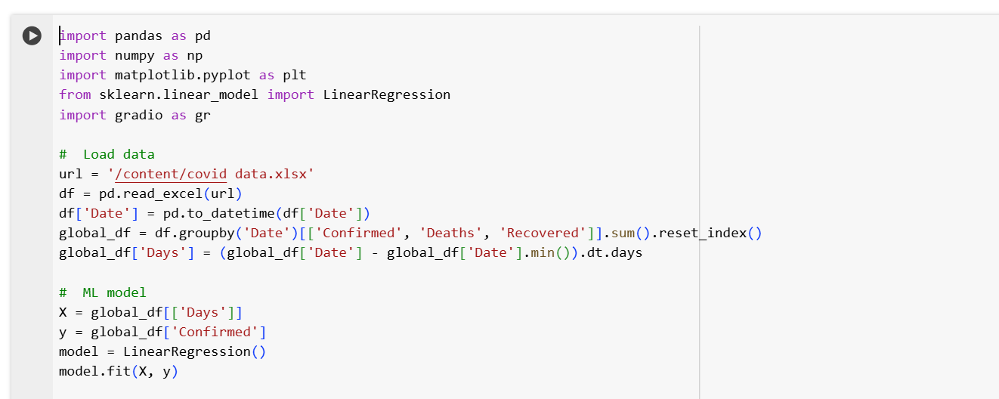 import pandas as pd
import numpy as np
import matplotlib.pyplot as plt
from sklearn.linear_model import LinearRegression
import gradio as gr
#  Load data
url = '/content/covid data.xlsx'
df = pd.read_excel(url)
df['Date'] = pd.to_datetime(df['Date'])
global_df = df.groupby('Date')[['Confirmed', 'Deaths', 'Recovered']].sum().reset_index()
global_df['Days'] = (global_df['Date'] - global_df['Date'].min()).dt.days
#  ML model
X = global_df[['Days']]
y = global_df['Confirmed']
model = LinearRegression()
model.fit(X, y)